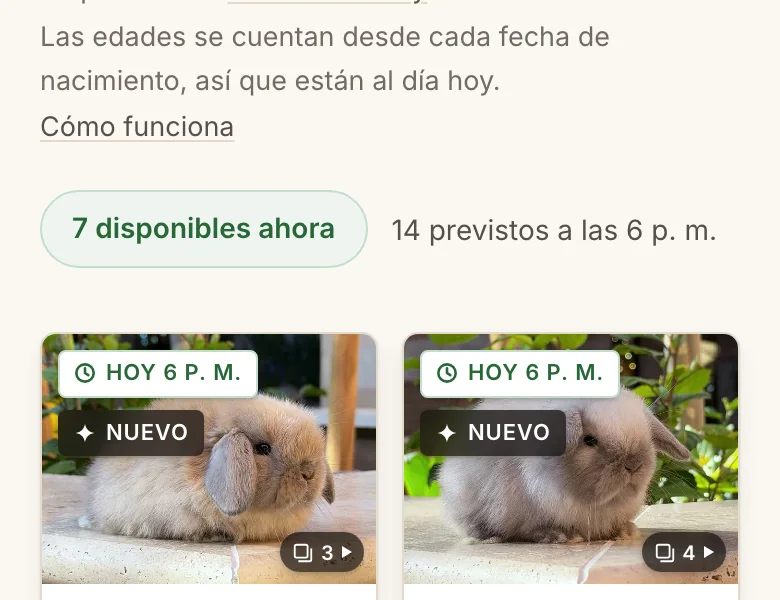 Las edades se cuentan desde cada fecha de
nacimiento, así que están al día hoy.
Cómo funciona
7 disponibles ahora
14 previstos a las 6 p. m.
HOY 6 P. M.
NUEVO
3
HOY 6 P. M.
NUEVO
4